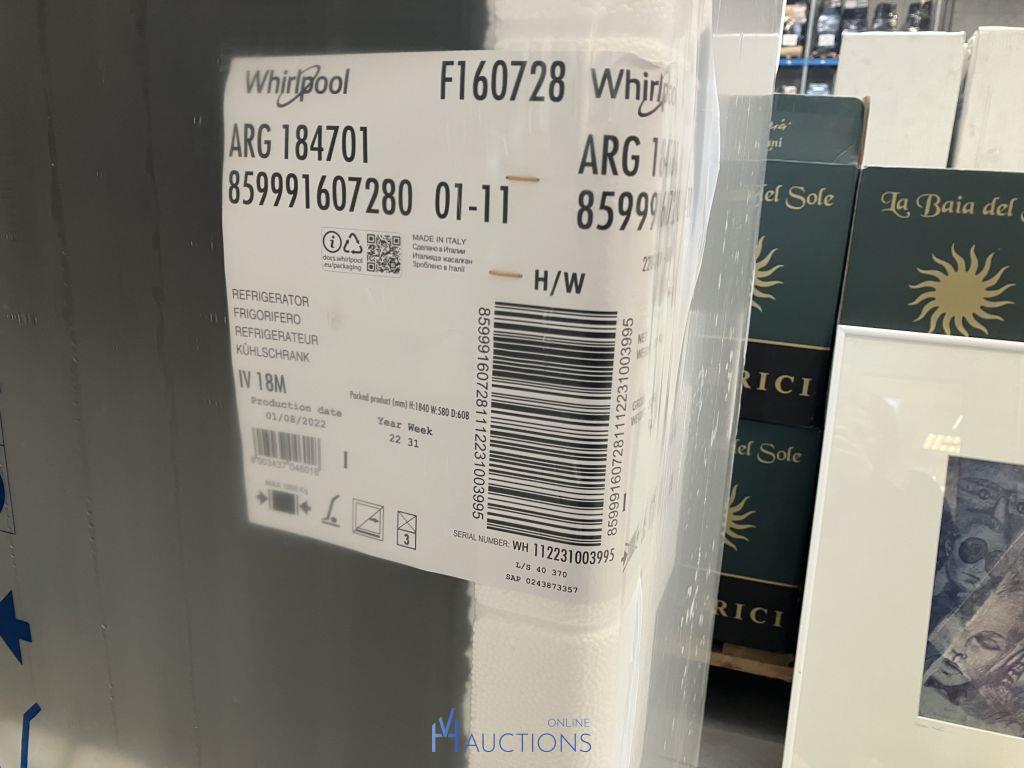 Whirlpool
F160728
ARG 184701
859991607280 01-11
docs.whirlpool
.eu/packaging
MADE IN ITALY
Сделано в Италии
Италияда жасалған
Зроблено в Італії
H/W
REFRIGERATOR
FRIGORIFERO
REFRIGERATEUR
KÜHLSCHRANK
IV 18M
Packed product (mm) H:1840 W:580 D:608
Production date
01/08/2022
Year Week
22 31
8003437046018
3
859991607281112231003995
859991607281112231003995
SERIAL NUMBER: WH 112231003995
L/S 40 370
SAP 0243873357
Whirlpool
ARG
85999
del Sole
RICI
del Sole
RICI
La Baia del
ONLINE
AUCTIONS